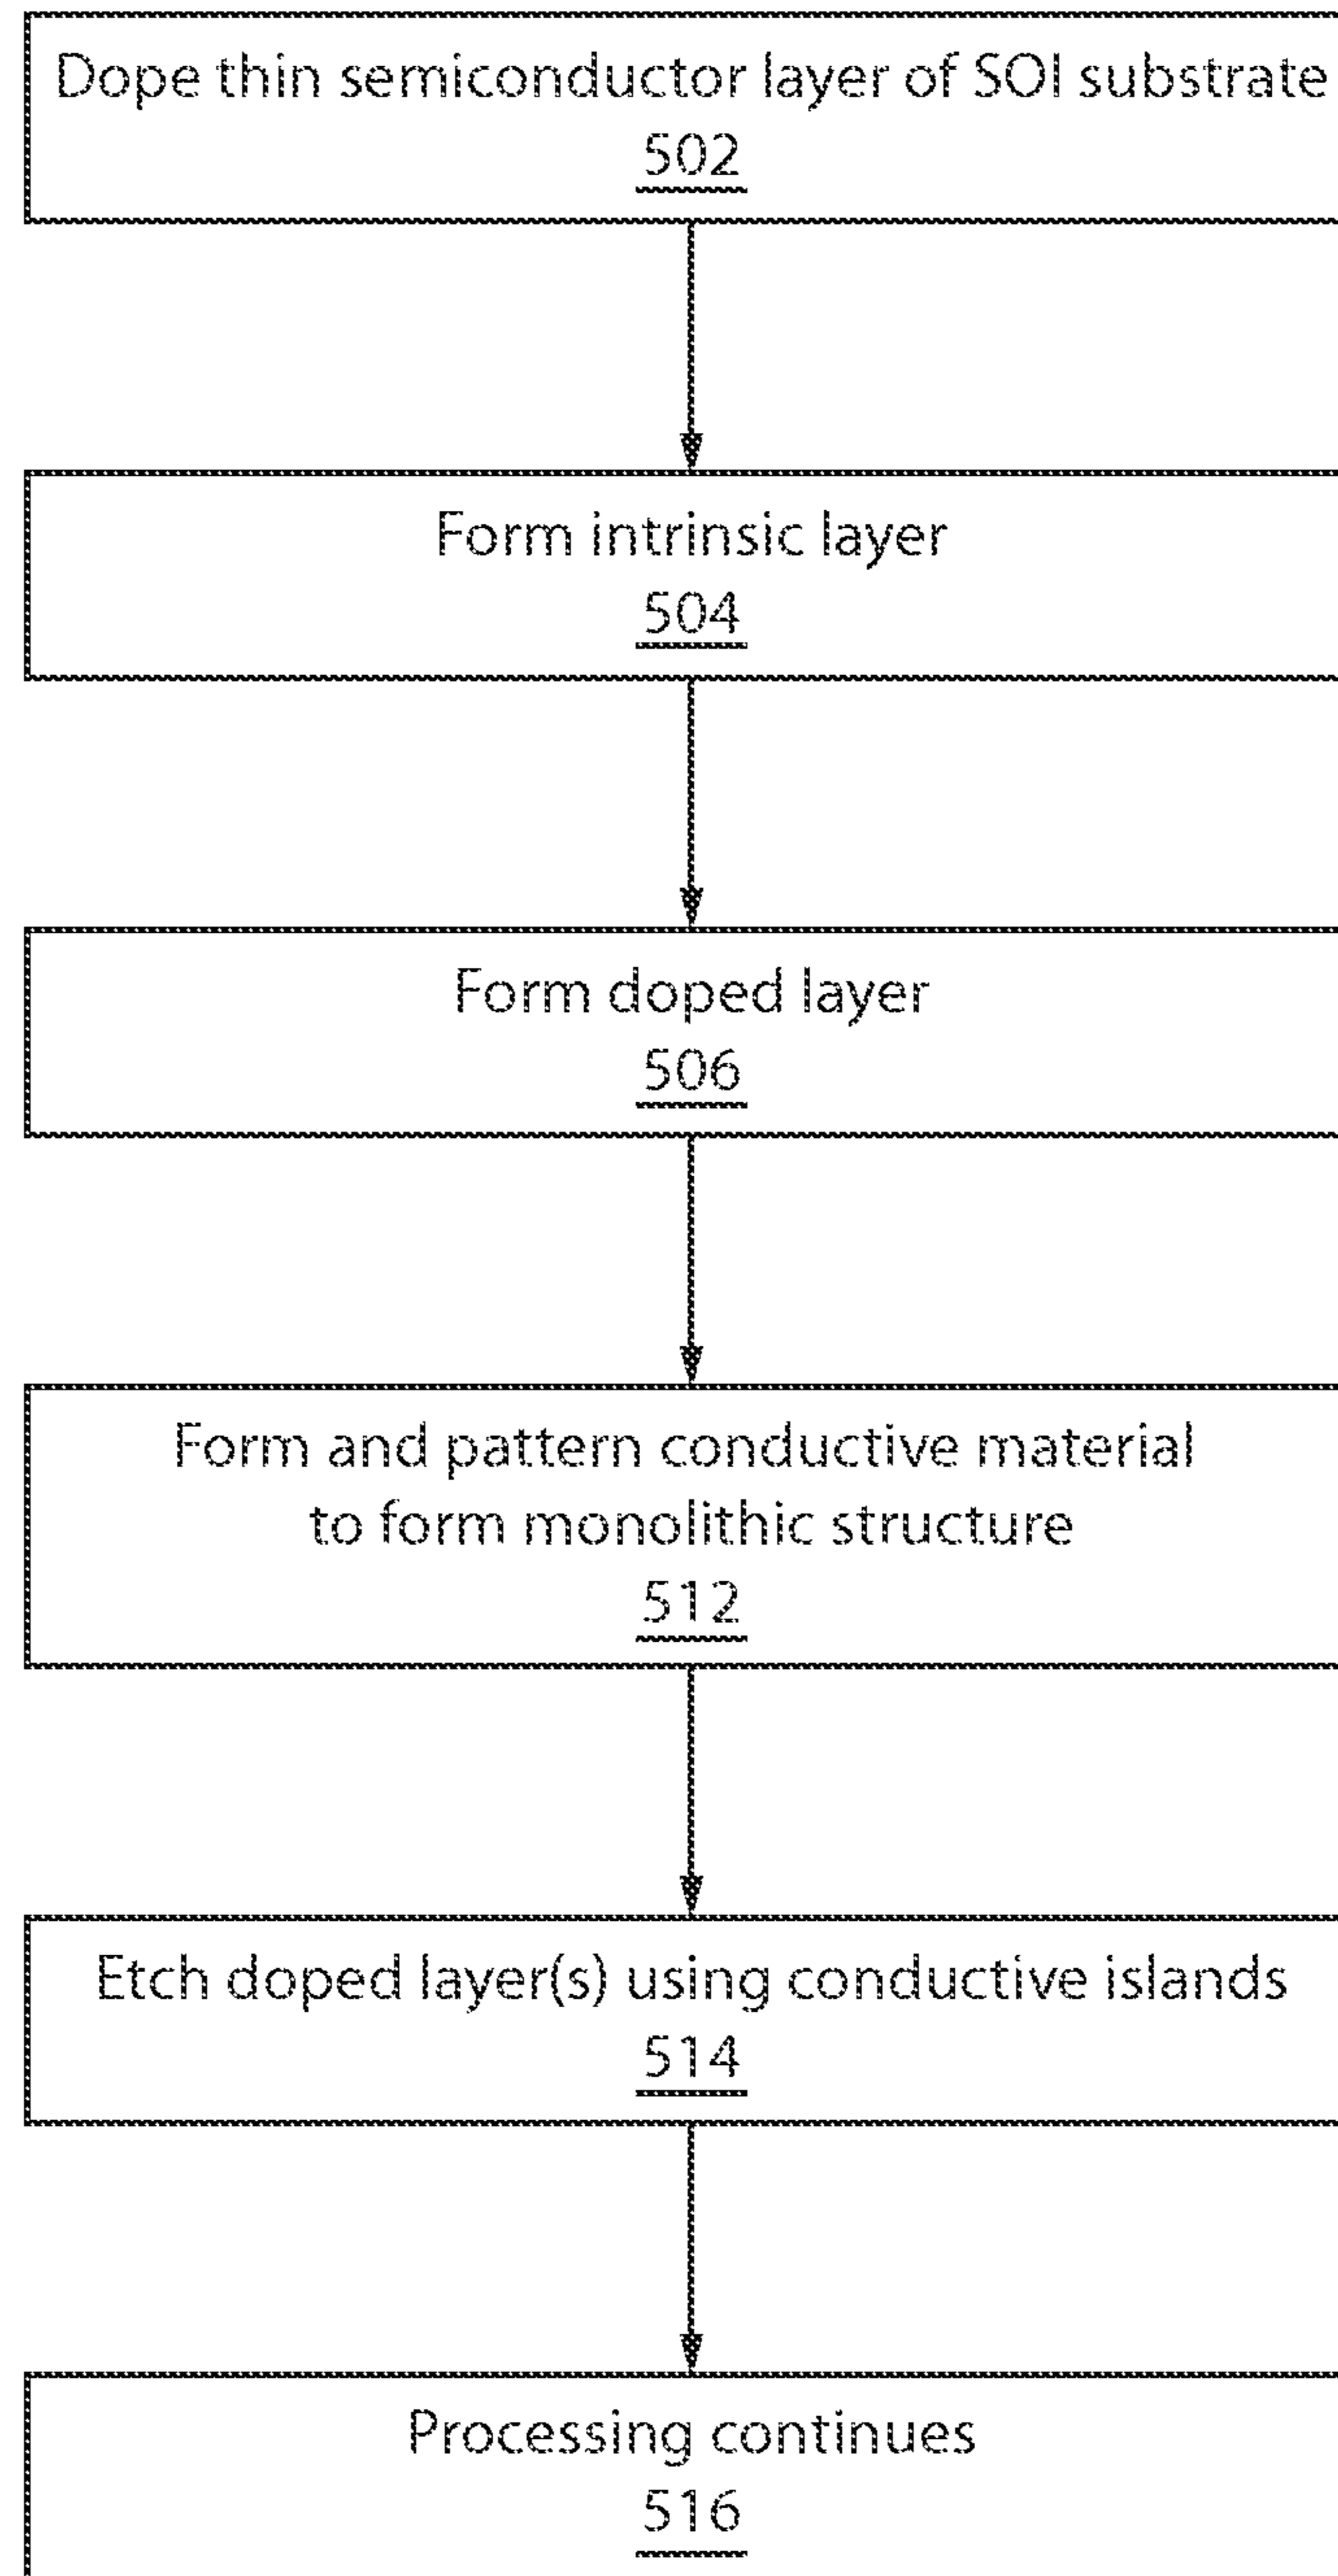 Dope thin semiconductor layer of SOI substrate
502
Form intrinsic layer
504
Form doped layer
506
Form and pattern conductive material
to form monolithic structure
512
Etch doped layer(s) using conductive islands
514
Processing continues
516